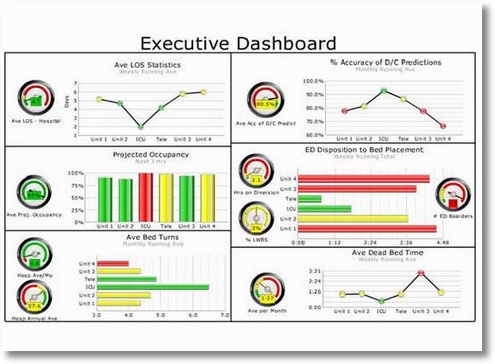 Executive Dashboard
Ave LOS Statistics
Weekly Running Ave
Days
7
6
5
4
3
2
1
Unit 1 Unit 2 ICU Tele Unit 3 Unit 4
Ave LOS - Hospital
% Accuracy of D/C Predictions
Monthly Running Ave
100.0%
90.0%
80.0%
70.0%
60.0%
Unit 1 Unit 2 ICU Tele Unit 3 Unit 4
80.5%
Ave Acc of D/C Predict
Projected Occupancy
Next 3 Hrs
100%
75%
50%
25%
0%
Unit 1 Unit 2 ICU Tele Unit 3 Unit 4
Ave Proj. Occupancy
ED Disposition to Bed Placement
Weekly Running Total
Unit 4
Unit 3
Tele
ICU
Unit 2
Unit 1
0:00 1:12 2:24 3:36 4:48
2.1
Hrs on Diversion
2%
% LWBS
# ED Boarders
Ave Bed Turns
Monthly Running Ave
Unit 4
Unit 3
Tele
ICU
Unit 2
Unit 1
3.0 4.0 5.0 6.0 7.0
Hosp Ave/Mo
57.6
Hosp Annual Ave
Ave Dead Bed Time
Monthly Running Ave
3:21
2:24
1:26
0:28
Unit 1 Unit 2 ICU Tele Unit 3 Unit 4
1:27
Ave per Month